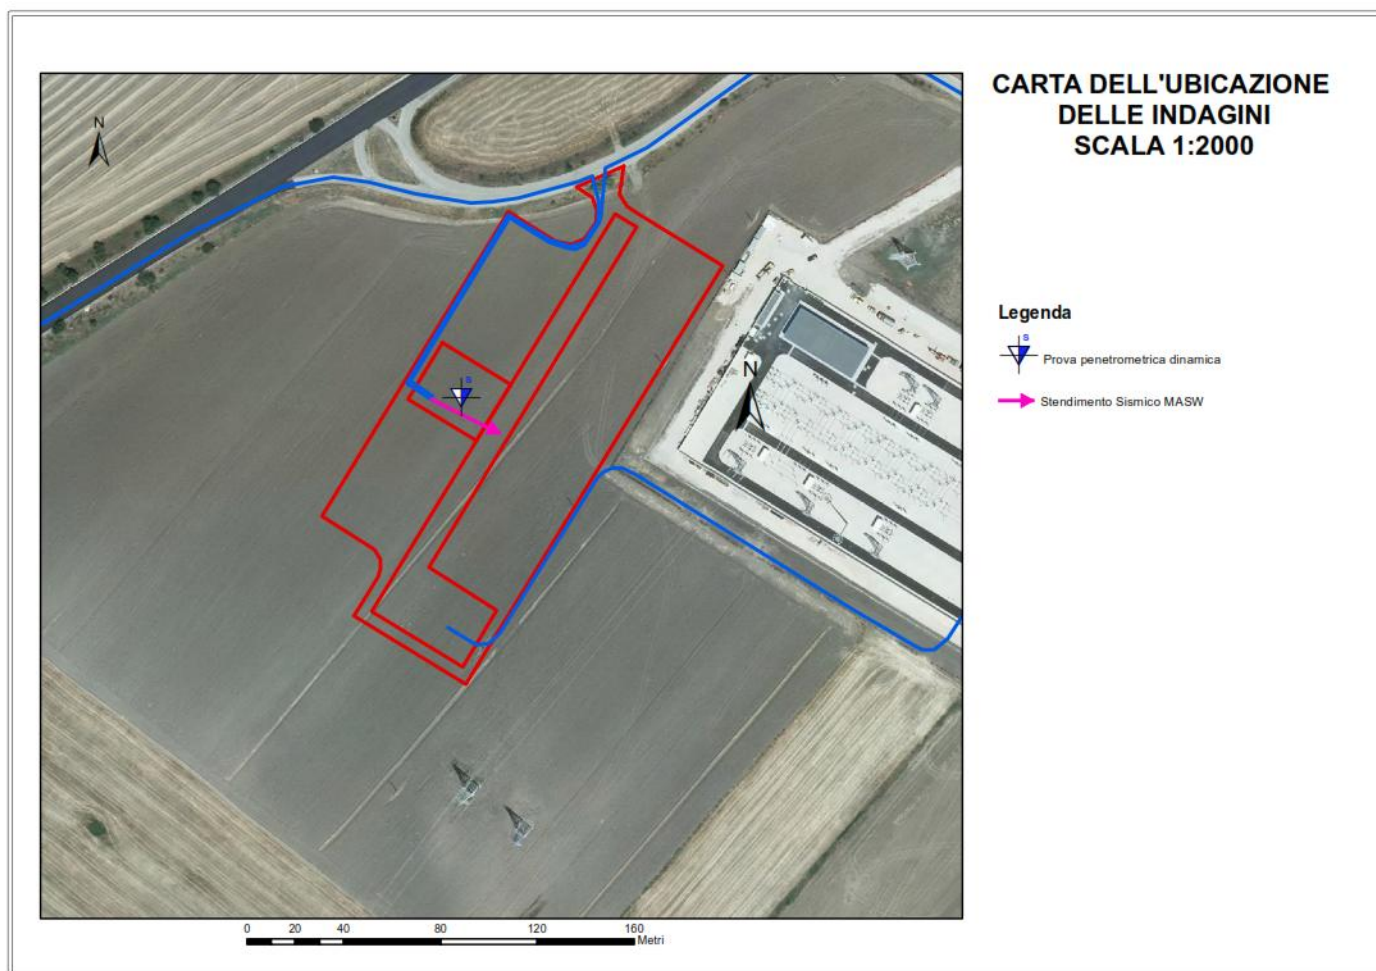 CARTA DELL'UBICAZIONE
DELLE INDAGINI
SCALA 1:2000
N
N
Legenda
S
Prova penetrometrica dinamica
Stendimento Sismico MASW
S
0 20 40 80 120 160
Metri